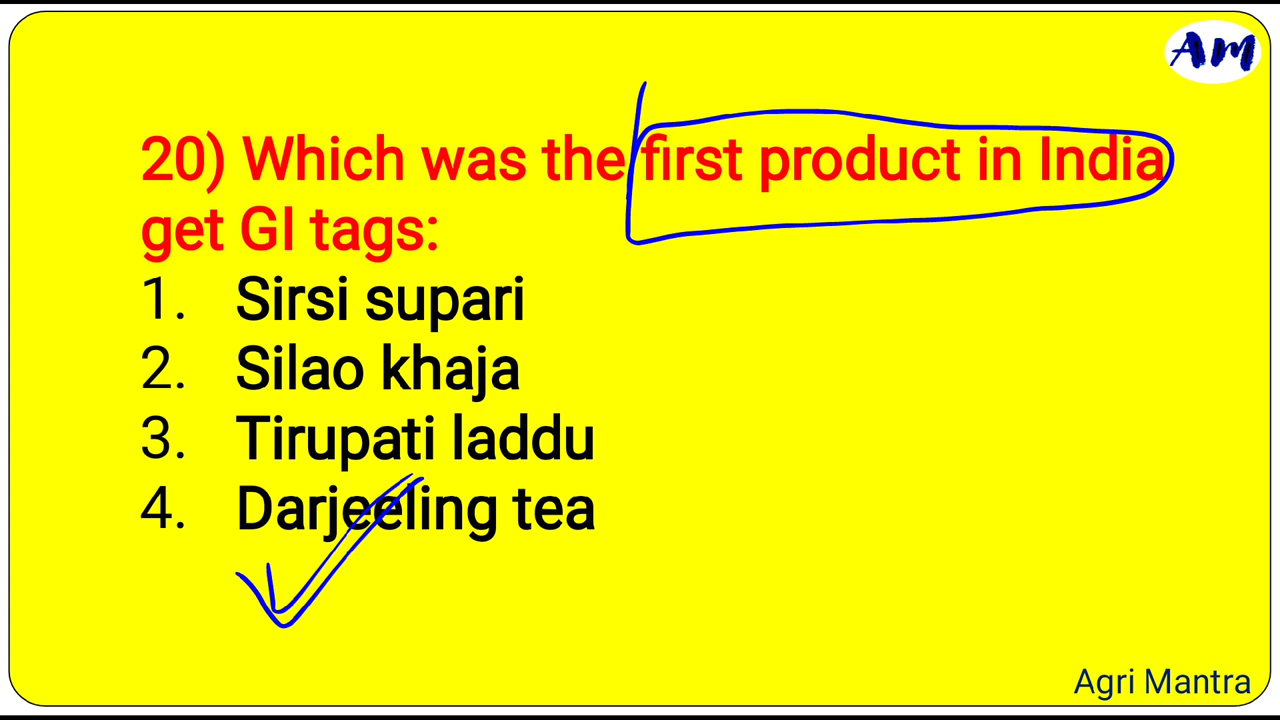 AM
20) Which was the first product in India
get GI tags:
1. Sirsi supari
2. Silao khaja
3. Tirupati laddu
4. Darjeeling tea
Agri Mantra